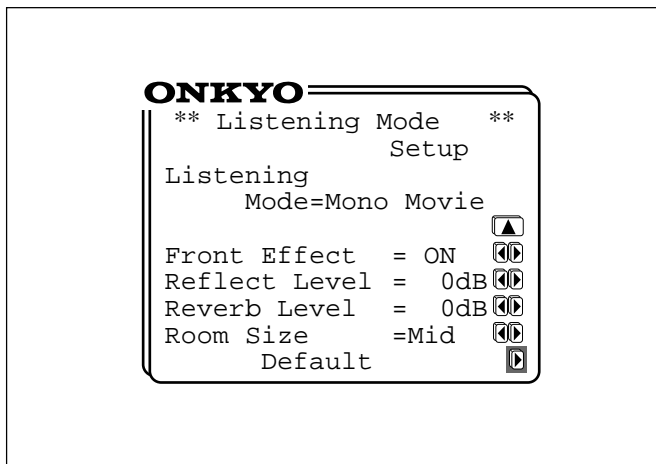 ONKYO
** Listening Mode **
Setup
Listening
Mode=Mono Movie
Front Effect = ON
Reflect Level = 0dB
Reverb Level = 0dB
Room Size =Mid
Default